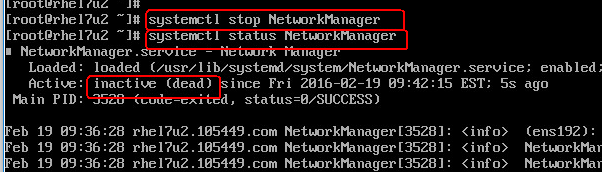 [root@rhel7u2 ~]#
[root@rhel7u2 ~]# systemctl stop NetworkManager
[root@rhel7u2 ~]# systemctl status NetworkManager
NetworkManager.service - Network Manager
Loaded: loaded (/usr/lib/systemd/system/NetworkManager.service; enabled;
Active: inactive (dead) since Fri 2016-02-19 09:42:15 EST; 5s ago
Main PID: 3528 (code=exited, status=0/SUCCESS)
Feb 19 09:36:28 rhel7u2.105449.com NetworkManager[3528]: <info>  (ens192):
Feb 19 09:36:28 rhel7u2.105449.com NetworkManager[3528]: <info>  NetworkMan
Feb 19 09:36:28 rhel7u2.105449.com NetworkManager[3528]: <info>  NetworkMan